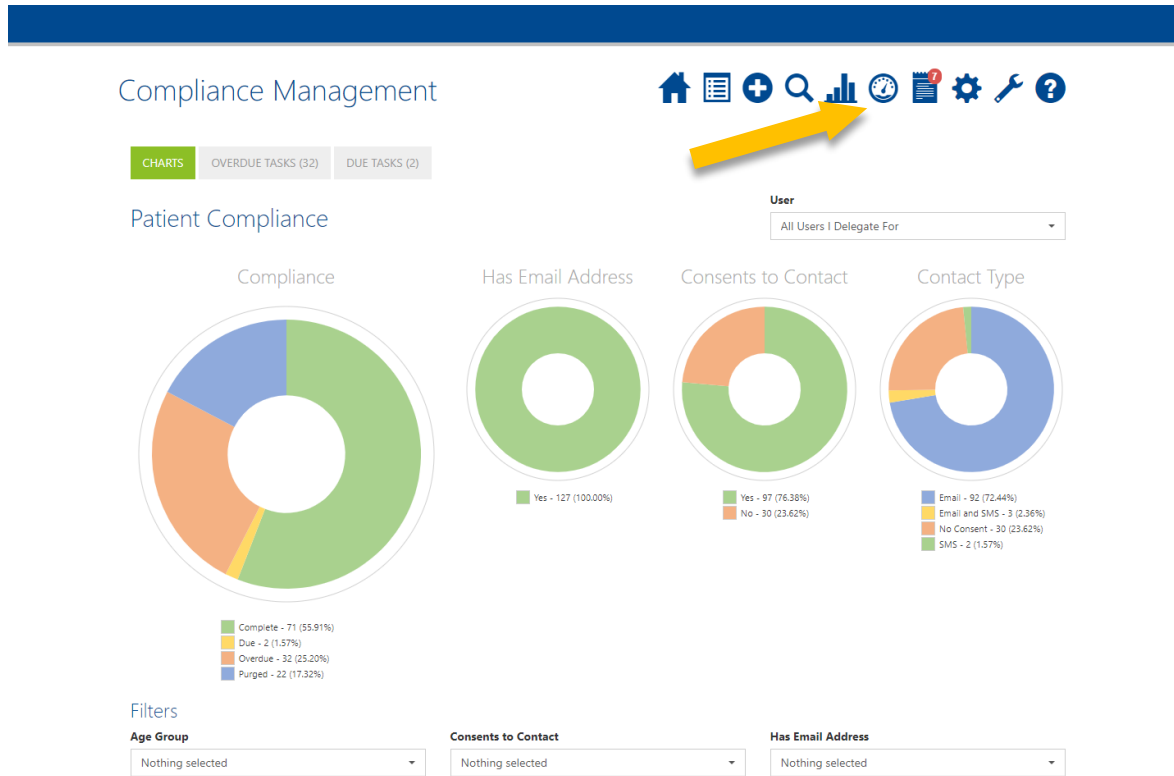 Compliance Management
7
?
CHARTS OVERDUE TASKS (32) DUE TASKS (2)
Patient Compliance
User
All Users I Delegate For
Compliance
Has Email Address
Consents to Contact
Contact Type
Complete - 71 (55.91%)
Due - 2 (1.57%)
Overdue - 32 (25.20%)
Purged - 22 (17.32%)
Yes - 127 (100.00%)
Yes - 97 (76.38%)
No - 30 (23.62%)
Email - 92 (72.44%)
Email and SMS - 3 (2.36%)
No Consent - 30 (23.62%)
SMS - 2 (1.57%)
Filters
Age Group
Nothing selected
Consents to Contact
Nothing selected
Has Email Address
Nothing selected